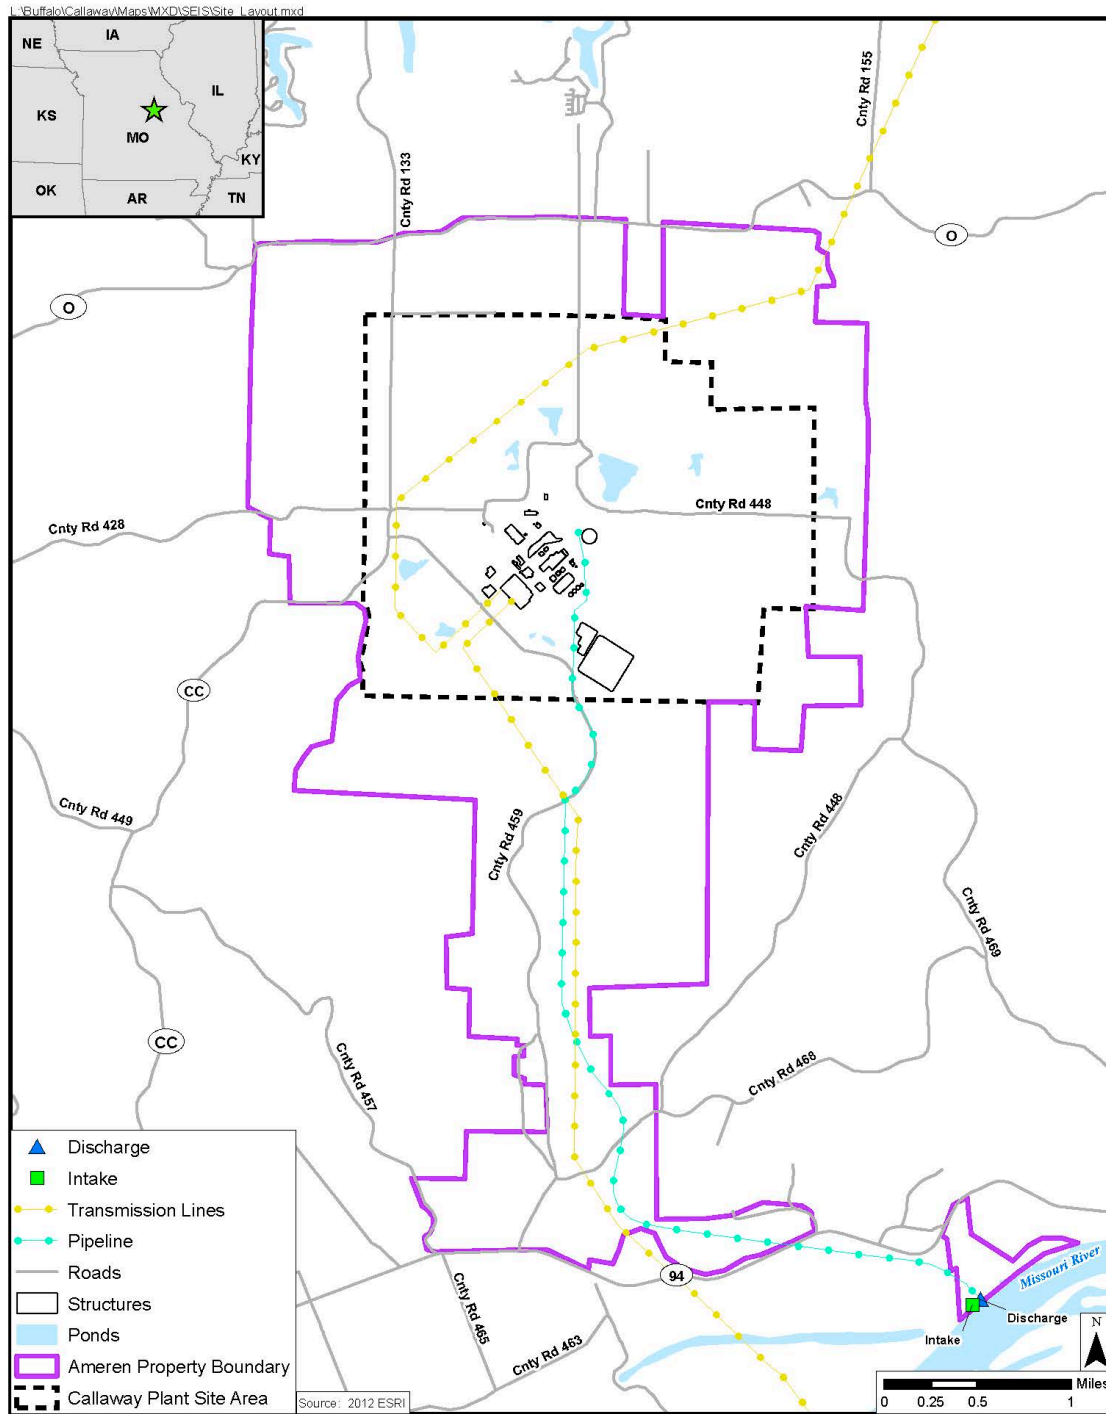 L:\Buffalo\Callaway\Maps\MXD\SEIS\Site_Layout.mxd
NE
IA
KS
IL
MO
KY
OK
AR
TN
Cnty Rd 133
Cnty Rd 155
O
O
Cnty Rd 428
Cnty Rd 448
CC
Cnty Rd 449
Cnty Rd 459
Cnty Rd 448
Cnty Rd 469
CC
Cnty Rd 457
Cnty Rd 468
94
Cnty Rd 465
Cnty Rd 463
Missouri River
Discharge
Intake
Discharge
Intake
Transmission Lines
Pipeline
Roads
Structures
Ponds
Ameren Property Boundary
Callaway Plant Site Area
Source: 2012 ESRI
N
Miles
0 0.25 0.5 1